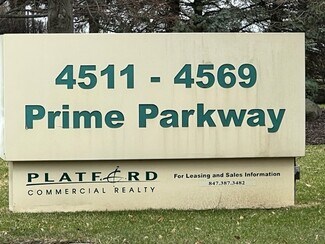 4511 - 4569
Prime Parkway
PLATFORD
COMMERCIAL REALTY
For Leasing and Sales Information
847.387.3482